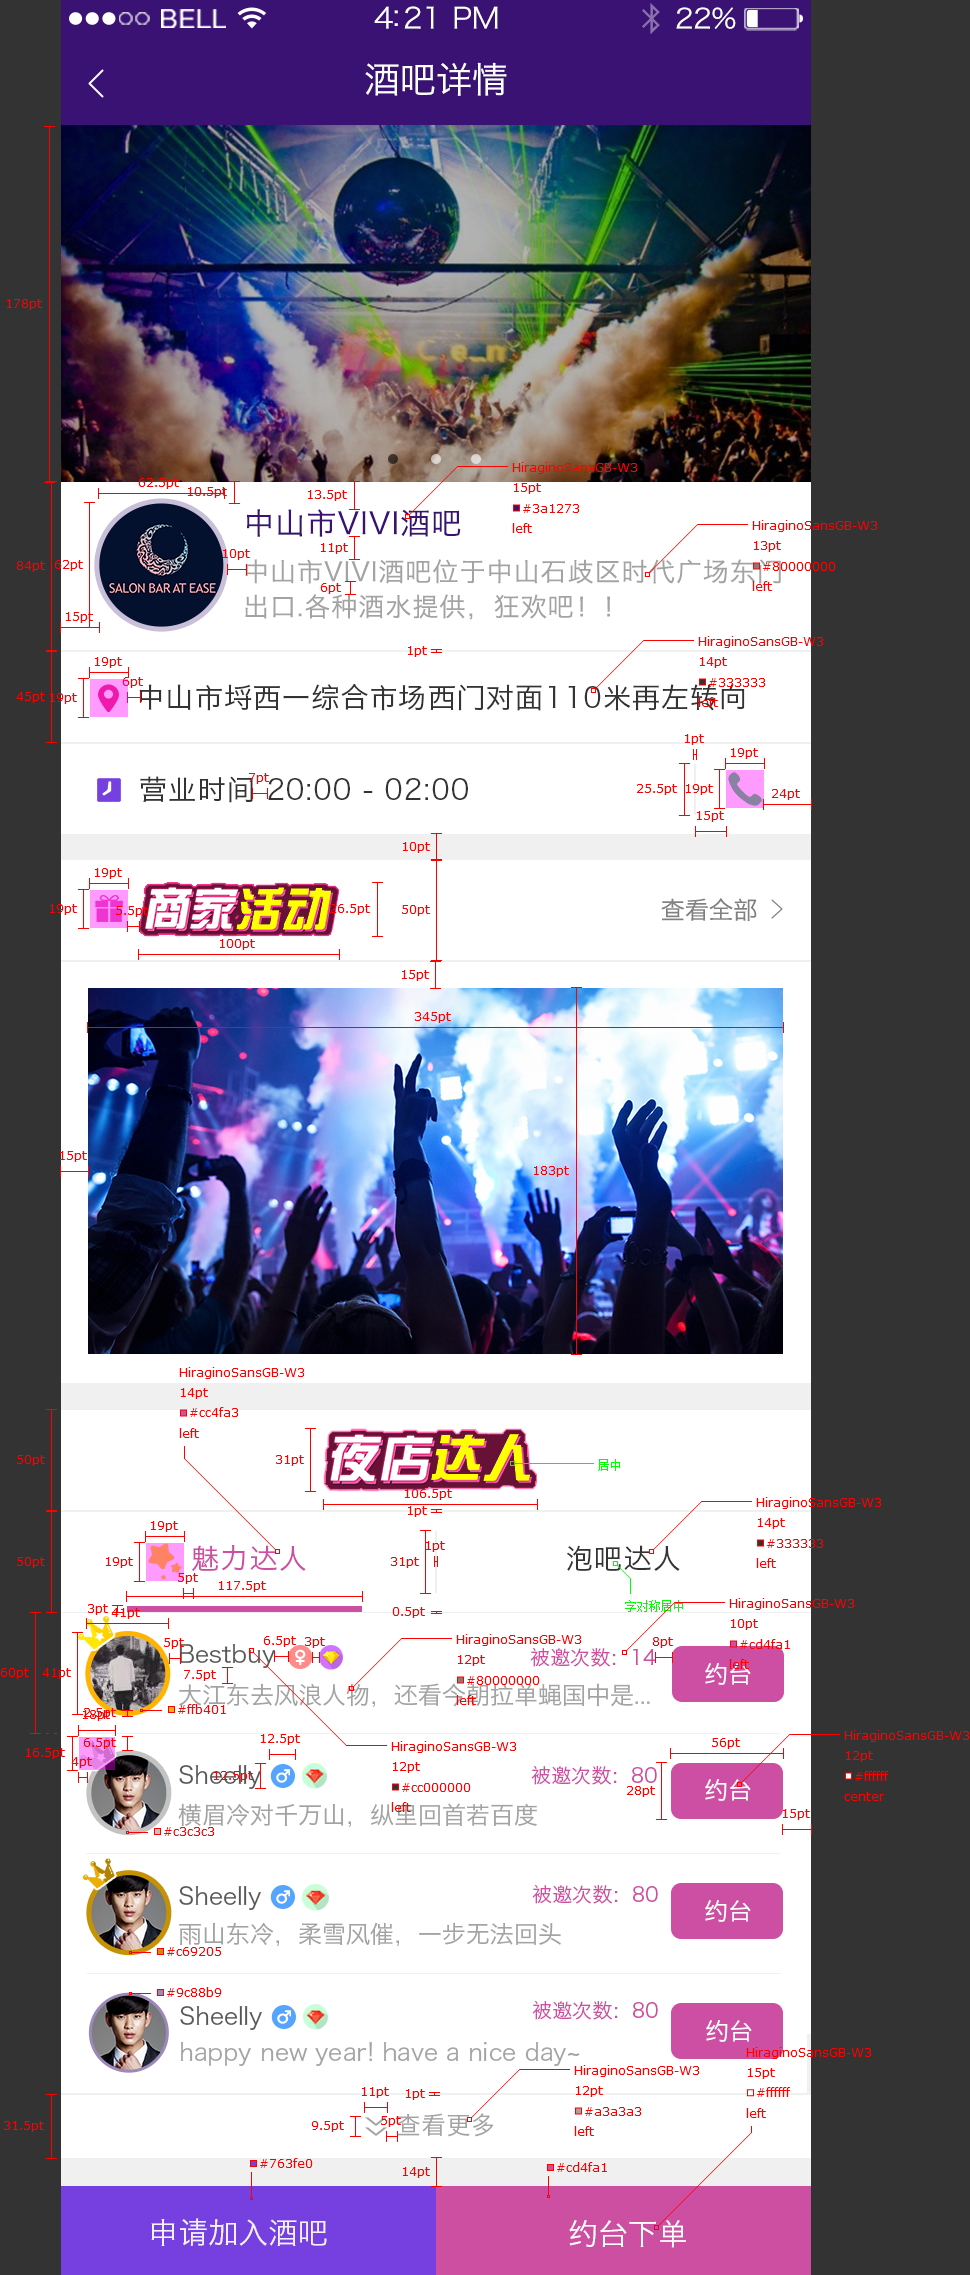 BELL 4:21 PM 22%
酒吧详情
178pt
HiraginoSansGB-W3
15pt
#3a1273
left
62.5pt
10.5pt
13.5pt
中山市VIVI酒吧
HiraginoSansGB-W3
13pt
#80000000
left
11pt
84pt
62pt
10pt
SALON BAR AT EASE
中山市VIVI酒吧位于中山石歧区时代广场东门
6pt
出口.各种酒水提供，狂欢吧！！
15pt
HiraginoSansGB-W3
14pt
#333333
left
1pt
19pt
6pt
45pt
19pt
中山市埒西一综合市场西门对面110米再左转向
1pt
19pt
营业时间 20:00 - 02:00
7pt
25.5pt
19pt
24pt
15pt
10pt
19pt
19pt
5.5pt
商家活动
26.5pt
50pt
查看全部
100pt
15pt
345pt
15pt
183pt
HiraginoSansGB-W3
14pt
#cc4fa3
left
50pt
31pt
夜店达人
居中
106.5pt
1pt
HiraginoSansGB-W3
14pt
#333333
left
19pt
50pt
19pt
魅力达人
5pt
117.5pt
31pt
1pt
泡吧达人
字对称居中
0.5pt
3pt
41pt
HiraginoSansGB-W3
10pt
#cd4fa1
left
60pt
41pt
5pt
Bestbuy
6.5pt
3pt
HiraginoSansGB-W3
12pt
#80000000
left
被邀次数：14
8pt
约台
7.5pt
大江东去风浪人物，还看今朝拉单蝇国中是...
2.5pt
#ffb401
18pt
16.5pt
6.5pt
4pt
12.5pt
12.5pt
Sheelly
HiraginoSansGB-W3
12pt
#cc000000
left
被邀次数：80
约台
56pt
28pt
HiraginoSansGB-W3
12pt
#ffffff
center
15pt
横眉冷对千万山，纵里回首若百度
#c3c3c3
Sheelly
被邀次数：80
约台
雨山东冷，柔雪风催，一步无法回头
#c69205
#9c88b9
Sheelly
被邀次数：80
约台
happy new year! have a nice day~
HiraginoSansGB-W3
15pt
#ffffff
left
HiraginoSansGB-W3
12pt
#a3a3a3
left
31.5pt
11pt
1pt
9.5pt
5pt
查看更多
#763fe0
14pt
#cd4fa1
申请加入酒吧
约台下单